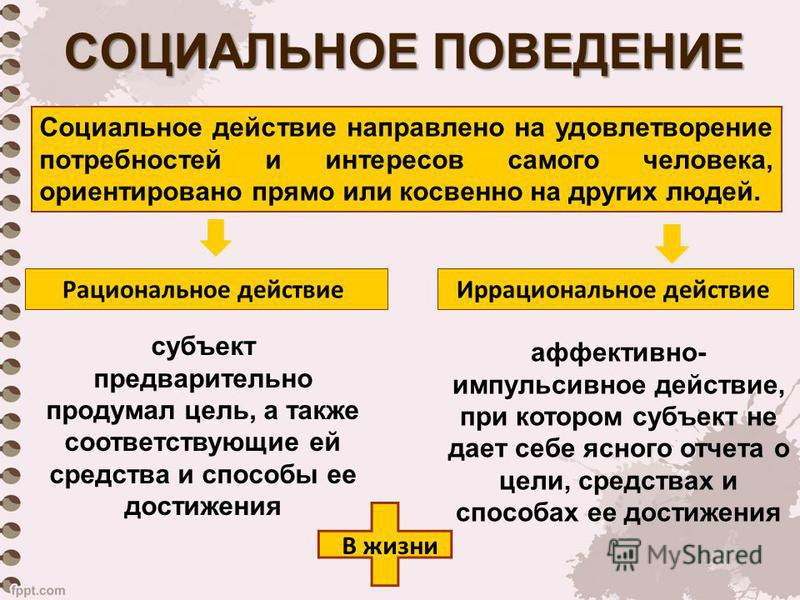 СОЦИАЛЬНОЕ ПОВЕДЕНИЕ
Социальное действие направлено на удовлетворение
потребностей и интересов самого человека,
ориентировано прямо или косвенно на других людей.
Рациональное действие
субъект
предварительно
продумал цель, а также
соответствующие ей
средства и способы ее
достижения
Иррациональное действие
аффективно-
импульсивное действие,
при котором субъект не
дает себе ясного отчета о
цели, средствах и
способах ее достижения
В жизни
MyShared
fppt.com